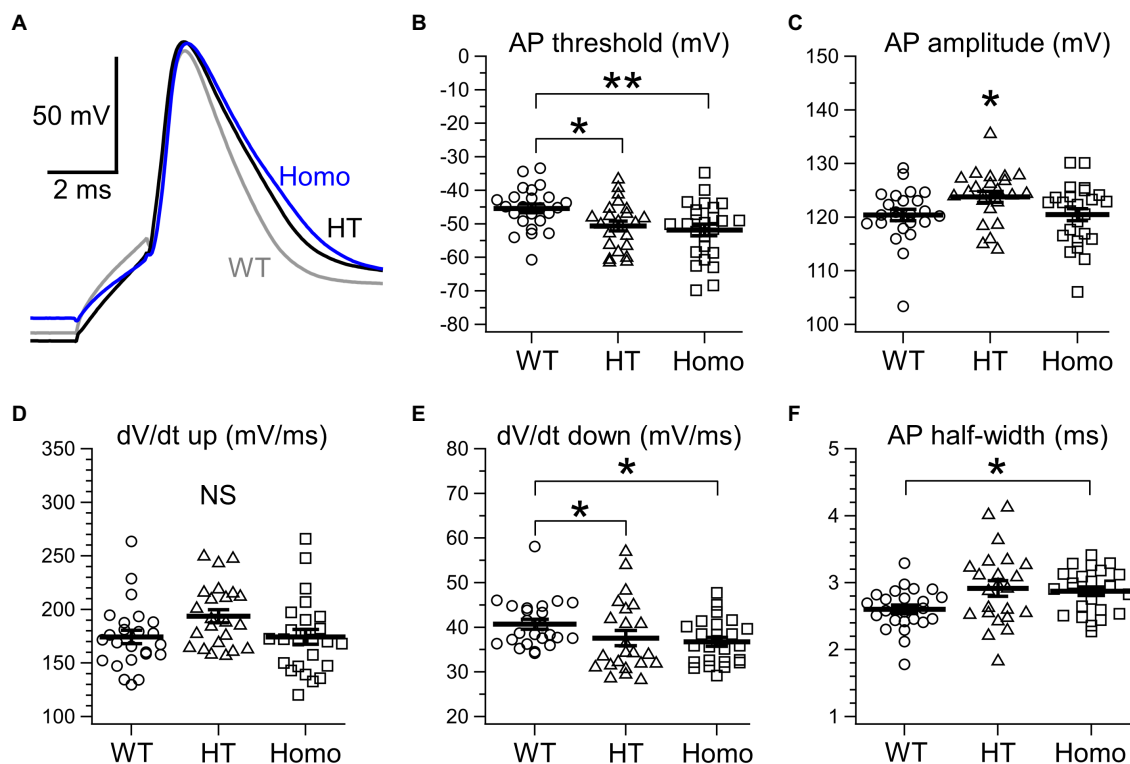 A
50 mV
2 ms
Homo
HT
WT
B
AP threshold (mV)
0
-10
-20
-30
-40
-50
-60
-70
-80
**
*
WT HT Homo
C
AP amplitude (mV)
150
140
130
120
110
100
*
WT HT Homo
D
dV/dt up (mV/ms)
350
300
250
200
150
100
NS
WT HT Homo
E
dV/dt down (mV/ms)
80
70
60
50
40
30
20
*
*
WT HT Homo
F
AP half-width (ms)
5
4
3
2
1
*
WT HT Homo